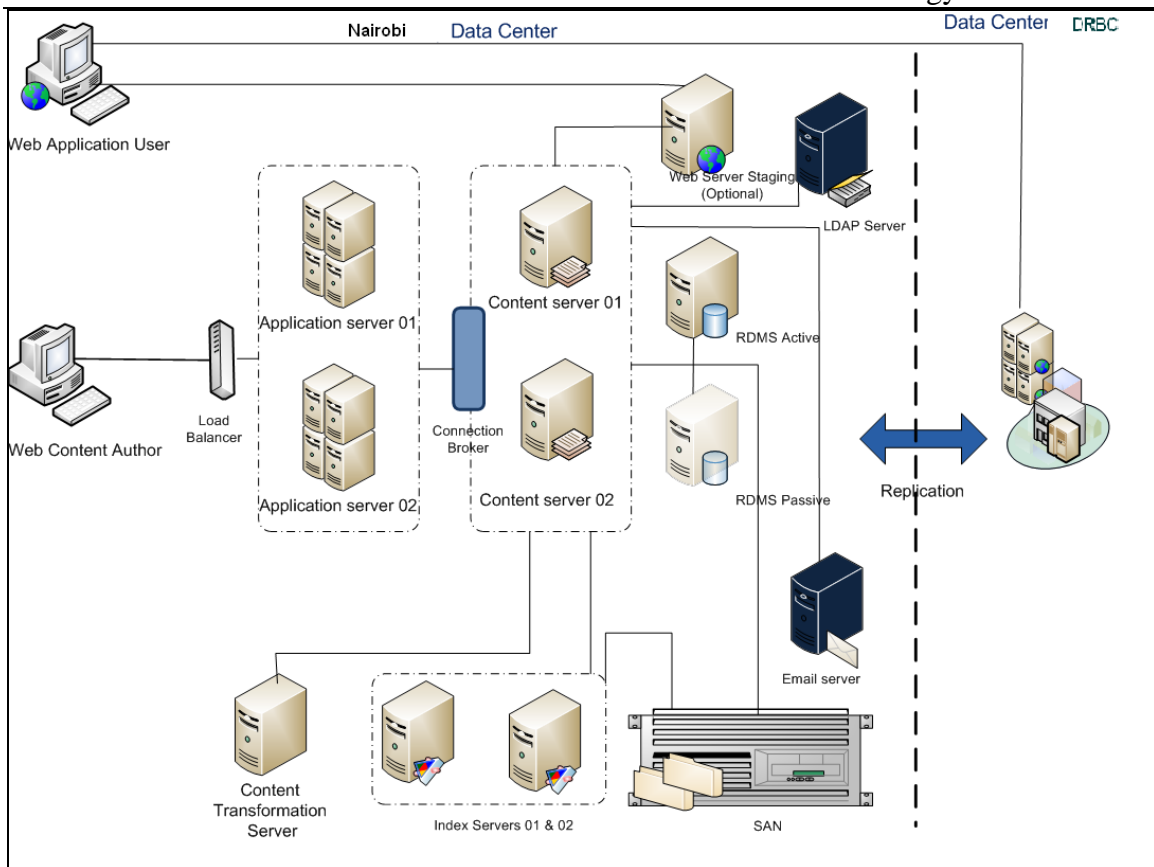 Nairobi Data Center
Data Center DRBC
Web Application User
Web Server Staging
(Optional)
LDAP Server
Content server 01
Application server 01
RDMS Active
Load
Balancer
Connection
Broker
Web Content Author
Application server 02
Content server 02
RDMS Passive
Replication
Email server
Content
Transformation
Server
Index Servers 01 & 02
SAN